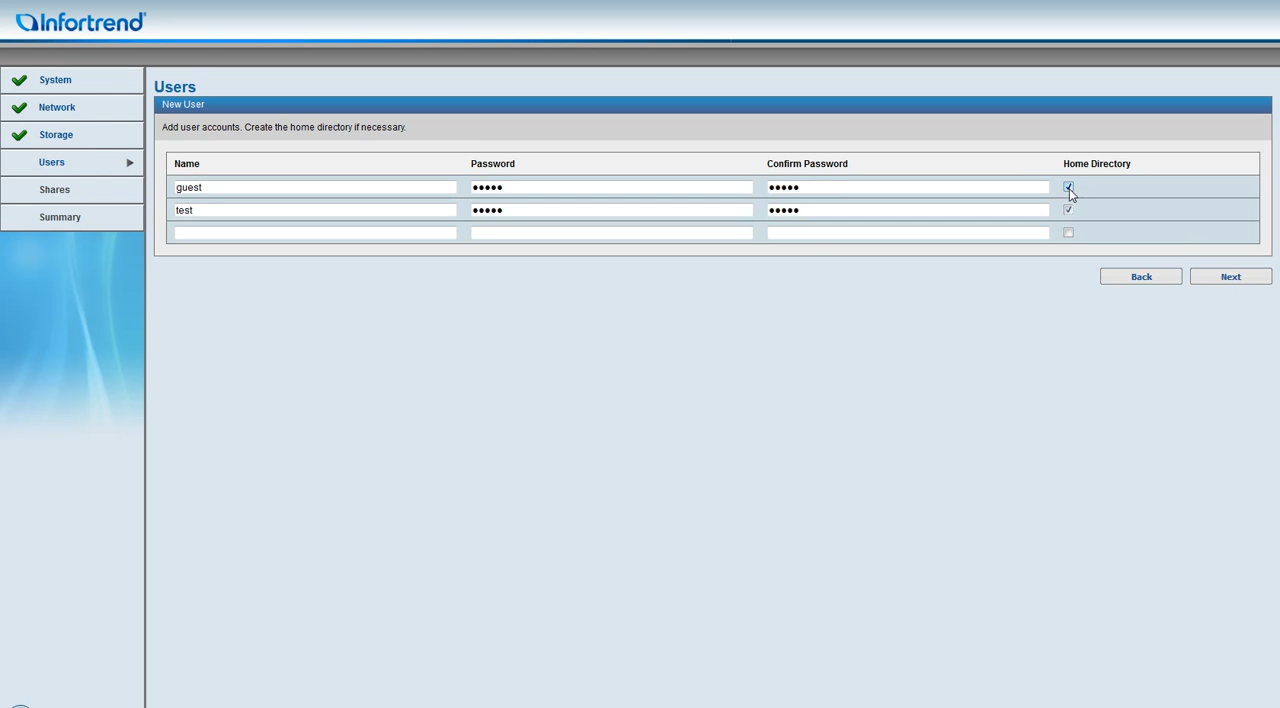 Infortrend®
System
Network
Storage
Users
Shares
Summary
Users
New User
Add user accounts. Create the home directory if necessary.
Name Password Confirm Password Home Directory
guest ●●●●● ●●●●●
test ●●●●● ●●●●●
Back Next